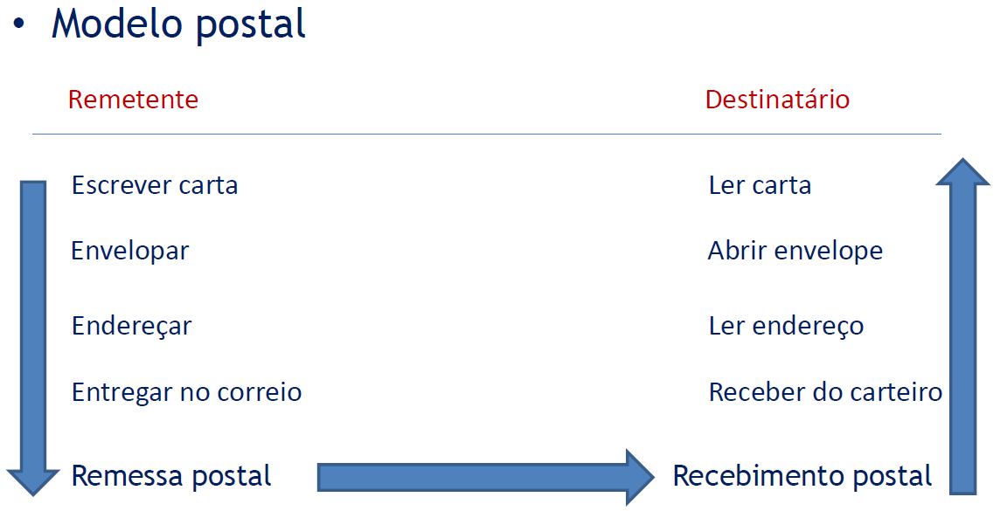 • Modelo postal
Remetente Destinatário
Escrever carta Ler carta
Envelopar Abrir envelope
Endereçar Ler endereço
Entregar no correio Receber do carteiro
Remessa postal Recebimento postal